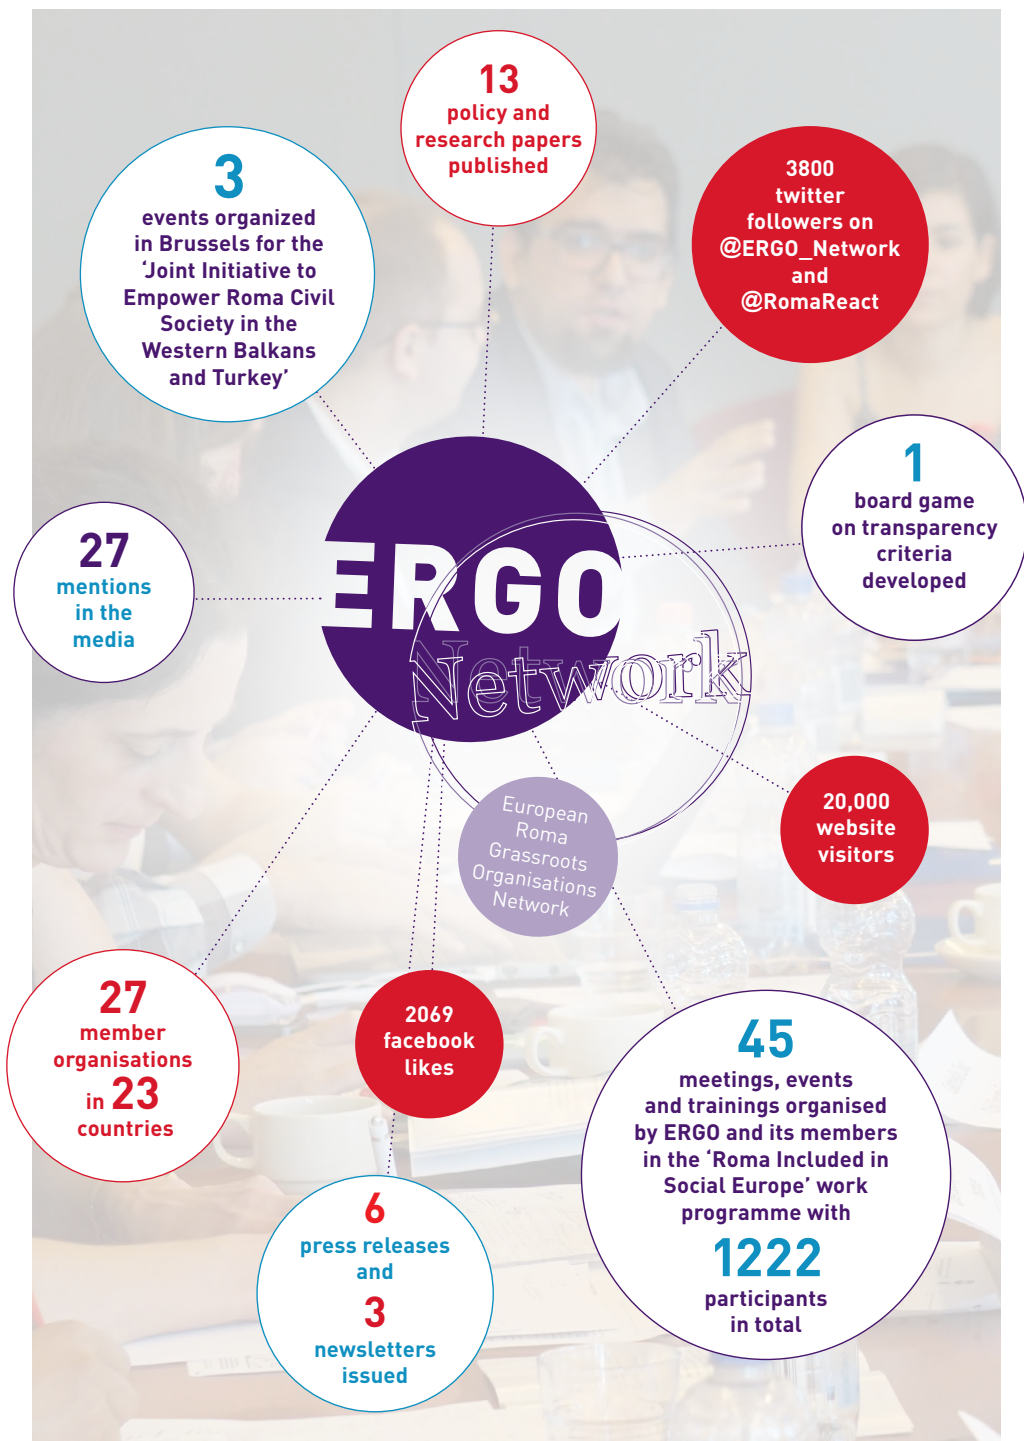 13
policy and
research papers
published
3
events organized
in Brussels for the
‘Joint Initiative to
Empower Roma Civil
Society in the
Western Balkans
and Turkey’
3800
twitter
followers on
@ERGO_Network
and
@RomaReact
1
board game
on transparency
criteria
developed
27
mentions
in the
media
ERGO
Network
European
Roma
Grassroots
Organisations
Network
20,000
website
visitors
27
member
organisations
in 23
countries
2069
facebook
likes
45
meetings, events
and trainings organised
by ERGO and its members
in the ‘Roma Included in
Social Europe’ work
programme with
1222
participants
in total
6
press releases
and
3
newsletters
issued